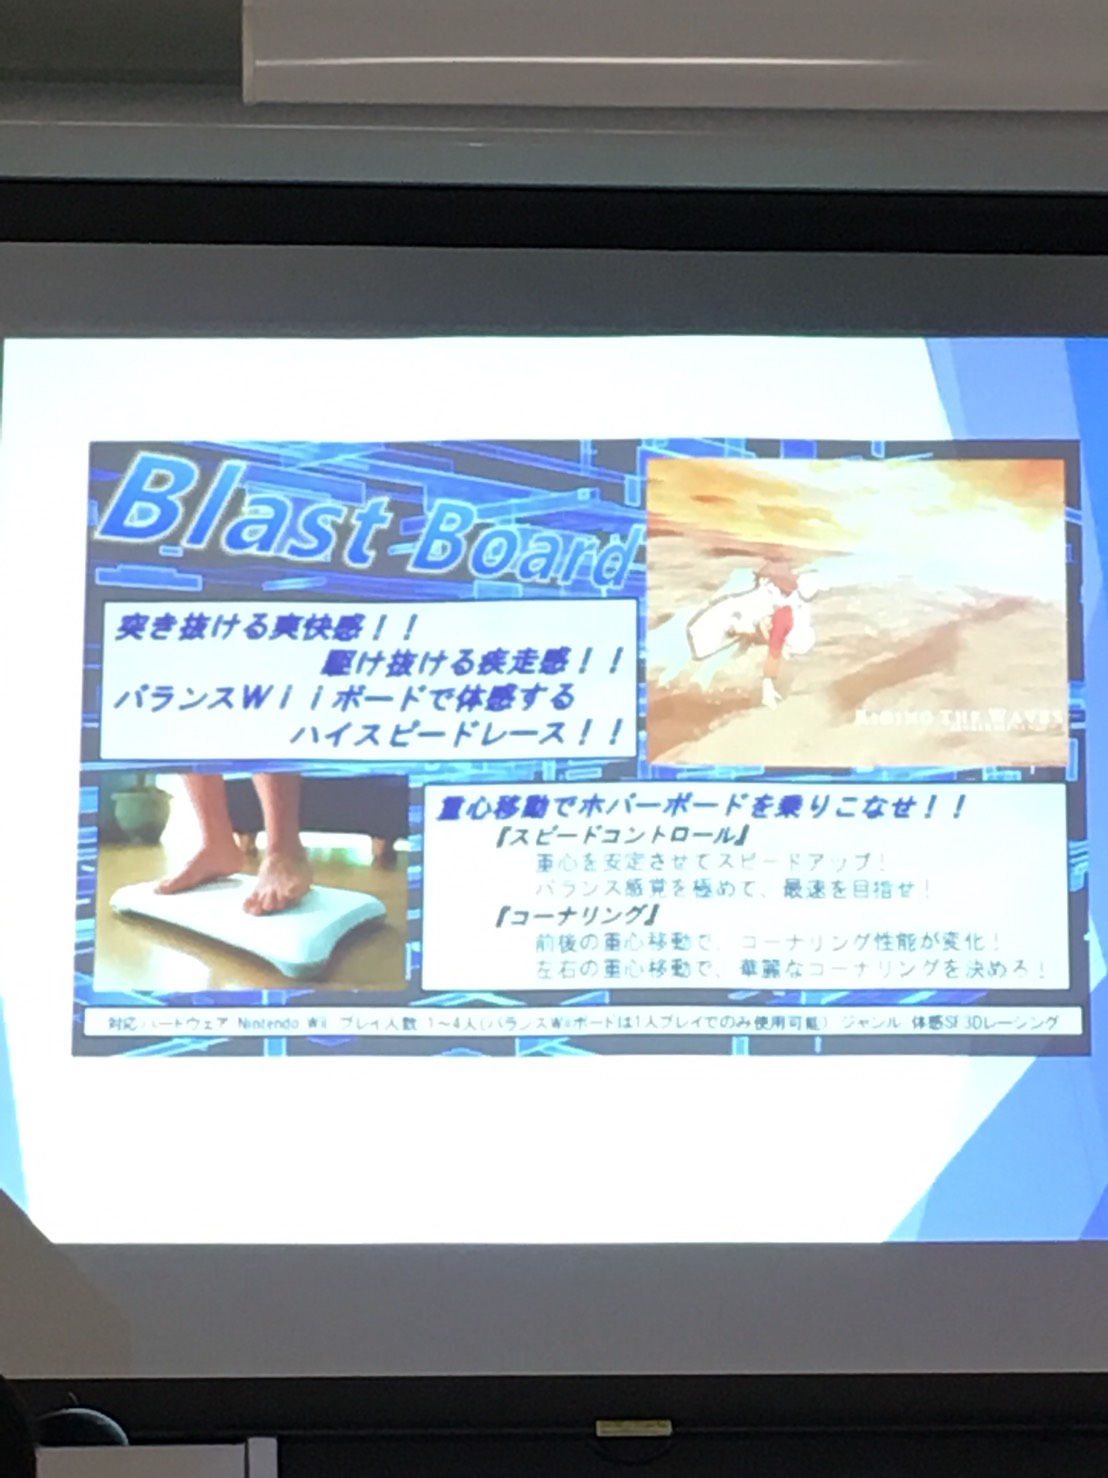 Blast Board
突き抜ける爽快感！！
駆け抜ける疾走感！！
バランスＷｉｉボードで体感する
ハイスピードレース！！
RIDING THE WAVES
重心移動でホバーボードを乗りこなせ！！
『スピードコントロール』
重心を安定させてスピードアップ！
バランス感覚を極めて、最速を目指せ！
『コーナリング』
前後の重心移動で、コーナリング性能が変化！
左右の重心移動で、華麗なコーナリングを決めろ！
対応ハードウェア Nintendo Wii プレイ人数 1～4人(バランスWiiボードは1人プレイでのみ使用可能) ジャンル 体感SF3Dレーシング